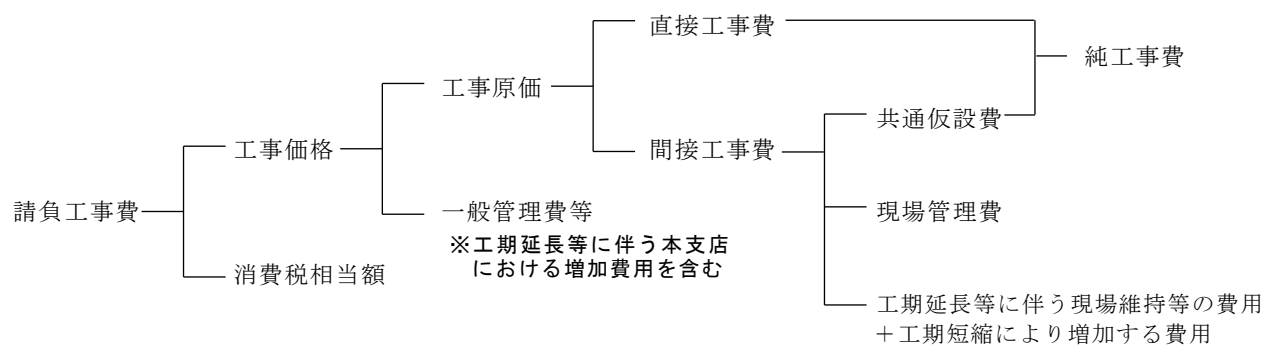 直接工事費
純工事費
工事原価
共通仮設費
工事価格
間接工事費
請負工事費
一般管理費等
現場管理費
※工期延長等に伴う本支店
における増加費用を含む
消費税相当額
工期延長等に伴う現場維持等の費用
＋工期短縮により増加する費用